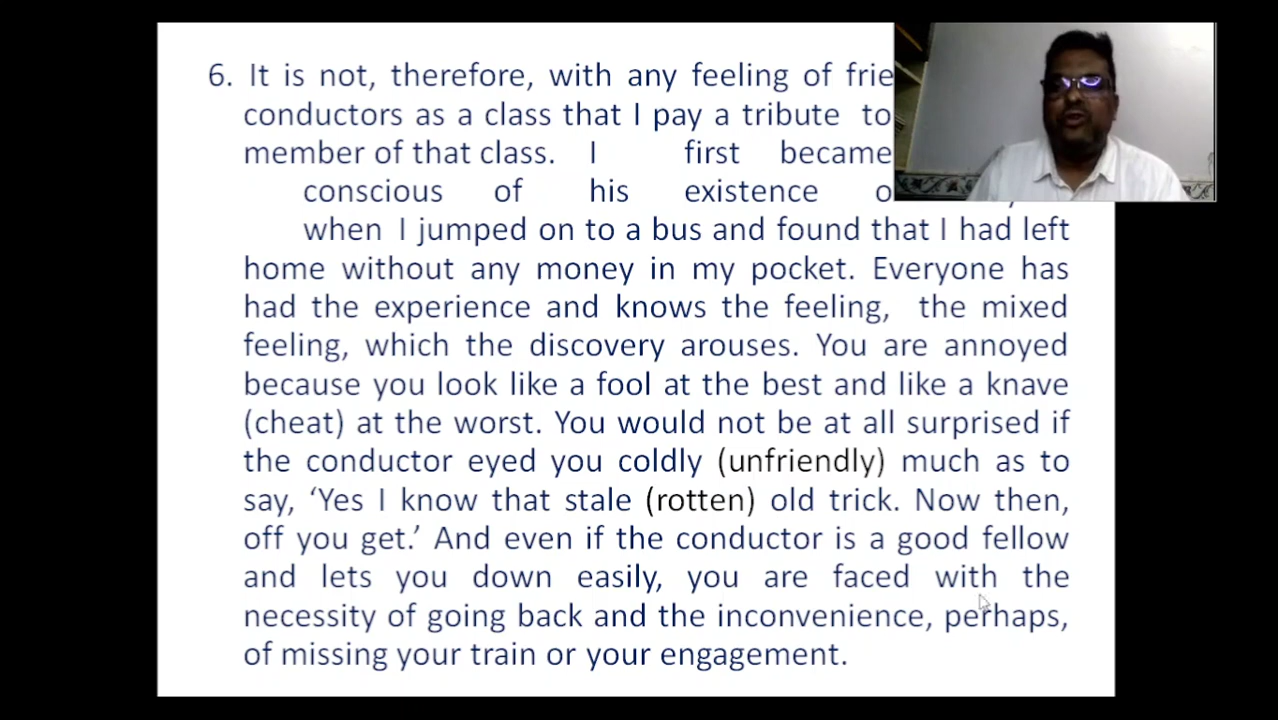 6. It is not, therefore, with any feeling of
conductors as a class that I pay a tribute to
member of that class. I first became
conscious of his existence
when I jumped on to a bus and found that I had left
home without any money in my pocket. Everyone has
had the experience and knows the feeling, the mixed
feeling, which the discovery arouses. You are annoyed
because you look like a fool at the best and like a knave
(cheat) at the worst. You would not be at all surprised if
the conductor eyed you coldly (unfriendly) much as to
say, ‘Yes I know that stale (rotten) old trick. Now then,
off you get.’ And even if the conductor is a good fellow
and lets you down easily, you are faced with the
necessity of going back and the inconvenience, perhaps,
of missing your train or your engagement.